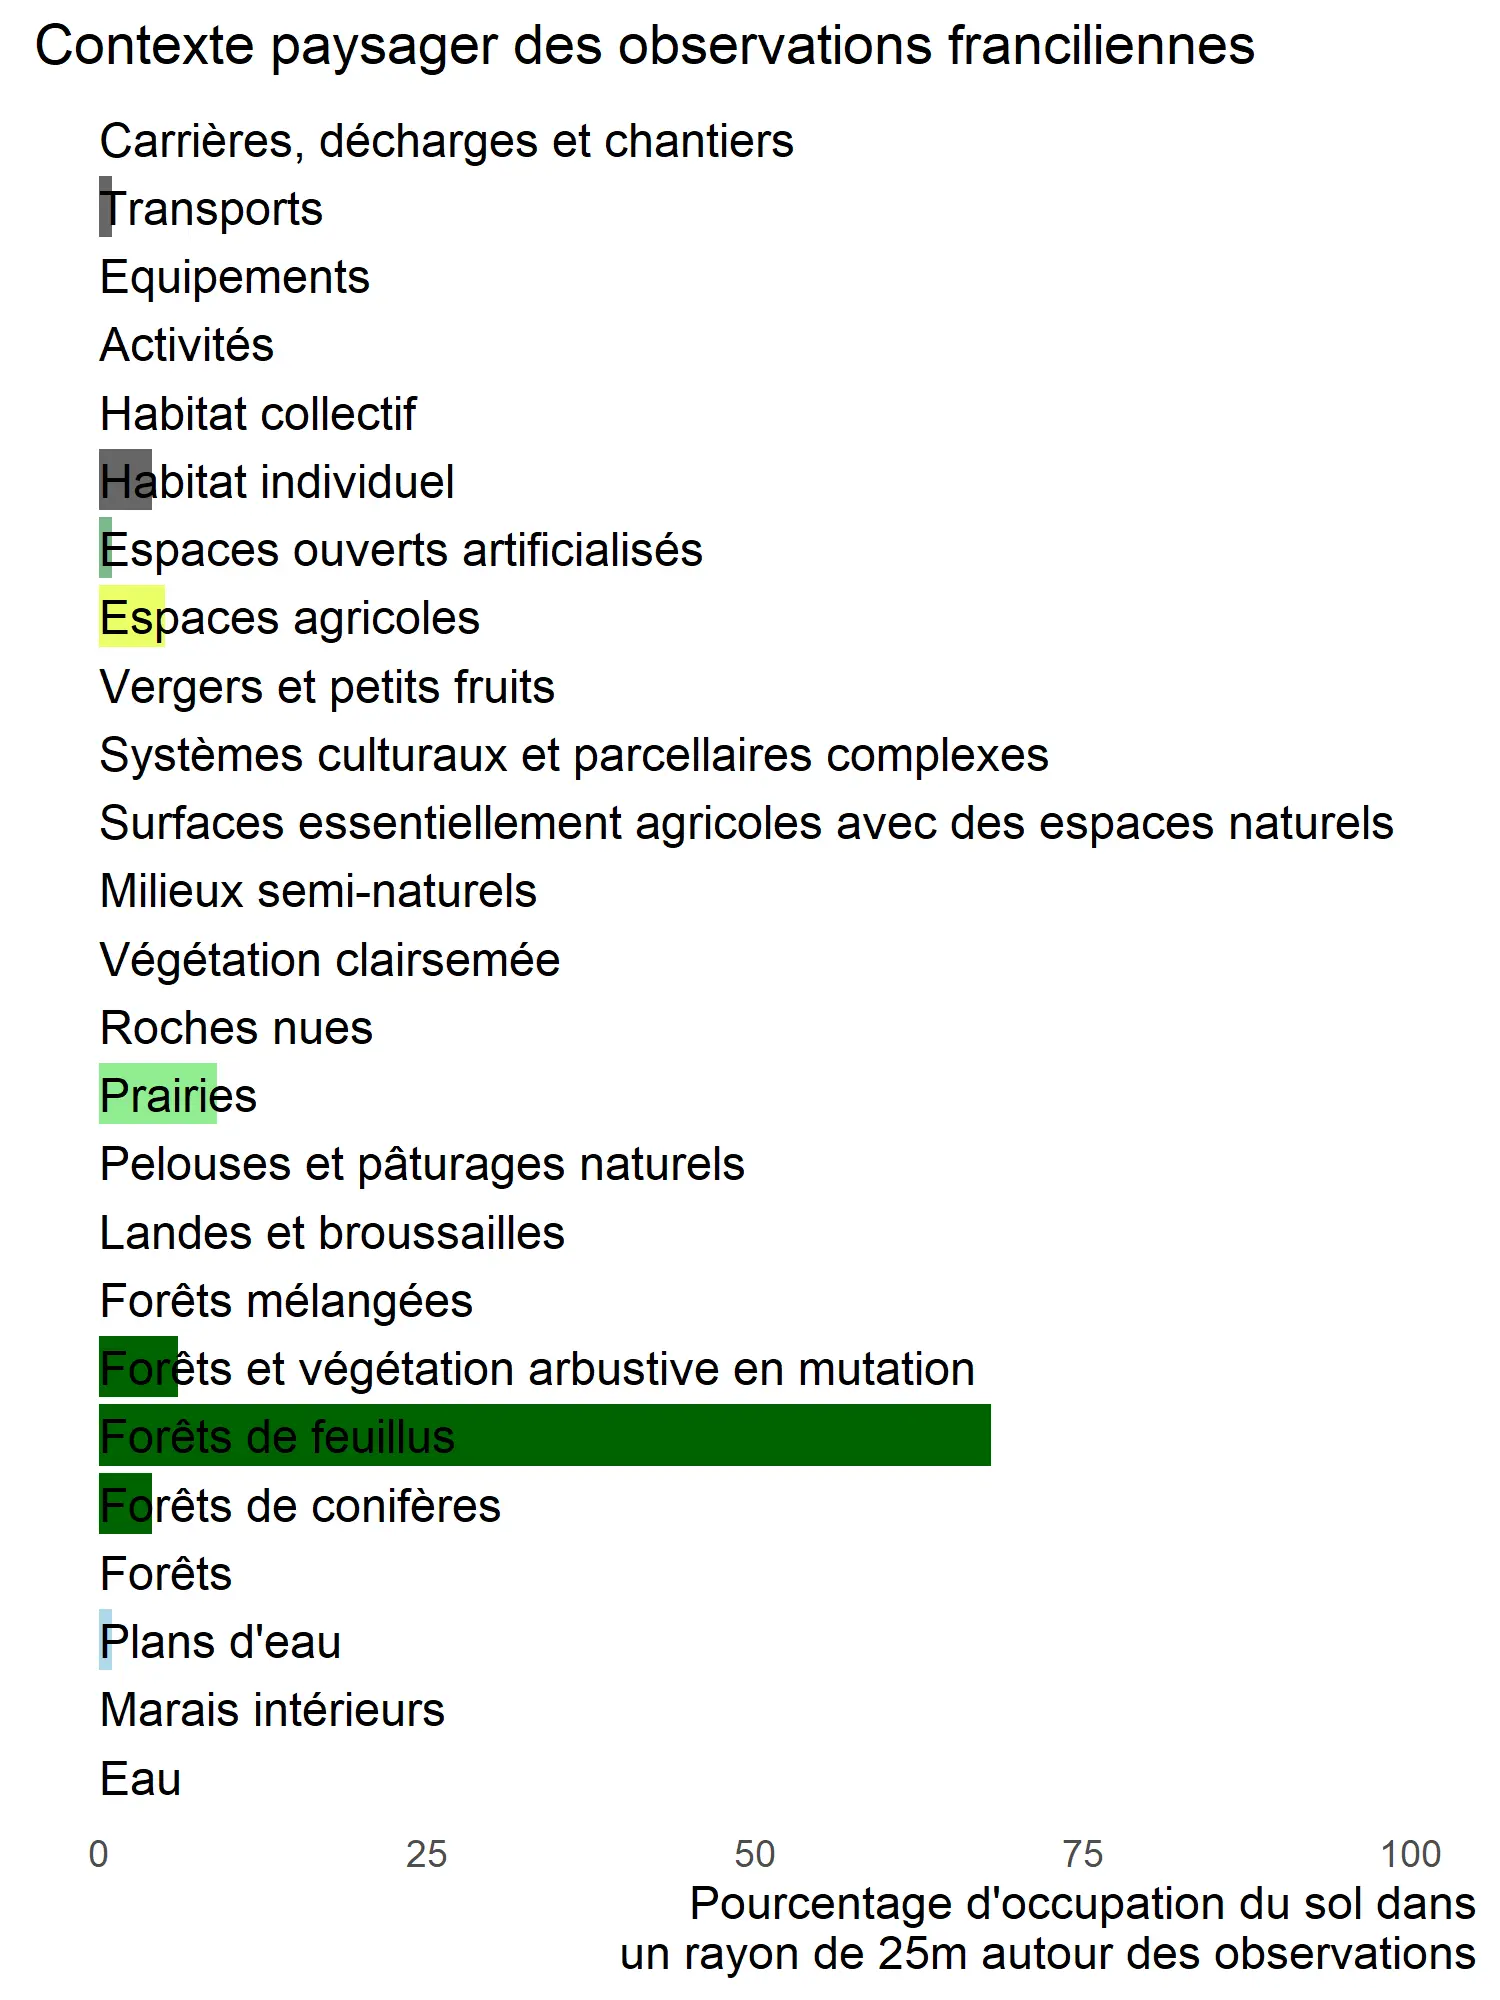 Contexte paysager des observations franciliennes
Carrières, décharges et chantiers
Transports
Equipements
Activités
Habitat collectif
Habitat individuel
Espaces ouverts artificialisés
Espaces agricoles
Vergers et petits fruits
Systèmes culturaux et parcellaires complexes
Surfaces essentiellement agricoles avec des espaces naturels
Milieux semi-naturels
Végétation clairsemée
Roches nues
Prairies
Pelouses et pâturages naturels
Landes et broussailles
Forêts mélangées
Forêts et végétation arbustive en mutation
Forêts de feuillus
Forêts de conifères
Forêts
Plans d'eau
Marais intérieurs
Eau
0 25 50 75 100
Pourcentage d'occupation du sol dans
un rayon de 25m autour des observations